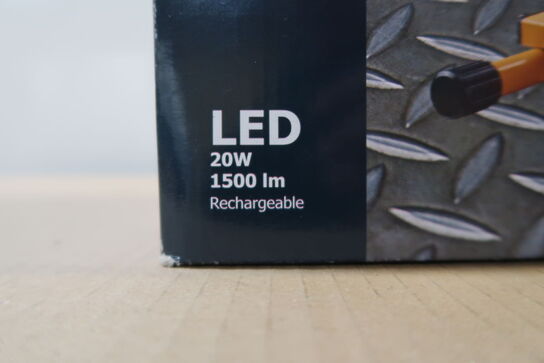 LED
20W
1500 lm
Rechargeable